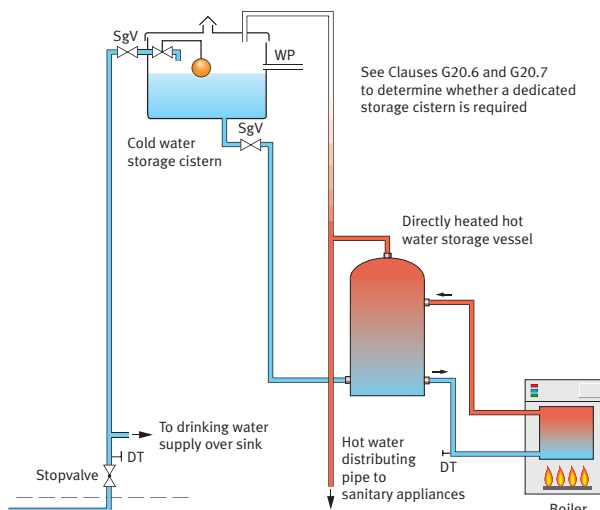 SgV
WP
See Clauses G20.6 and G20.7
to determine whether a dedicated
storage cistern is required
SgV
Cold water
storage cistern
Directly heated hot
water storage vessel
To drinking water
supply over sink
DT
Stopvalve
Hot water
distributing
pipe to
sanitary appliances
DT
Boiler